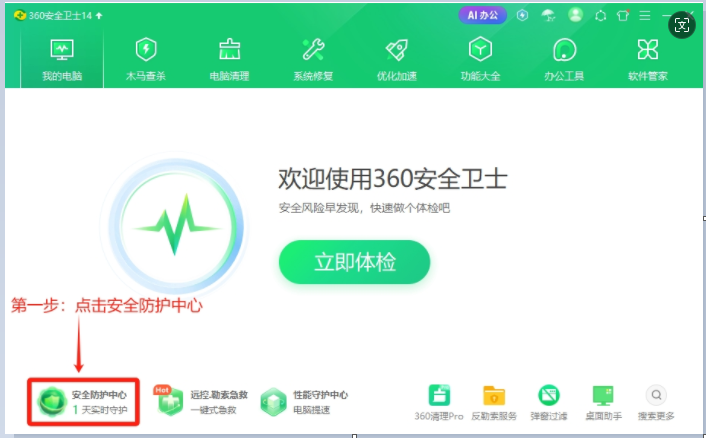 360安全卫士14
AI 办公
我的电脑
木马查杀
电脑清理
系统修复
优化加速
功能大全
办公工具
软件管家
欢迎使用360安全卫士
安全风险早发现，快速做个体检吧
立即体检
第一步：点击安全防护中心
安全防护中心
1 天实时守护
Hot
远控.勒索急救
一键式急救
性能守护中心
电脑提速
360清理Pro
反勒索服务
弹窗过滤
桌面助手
搜索更多